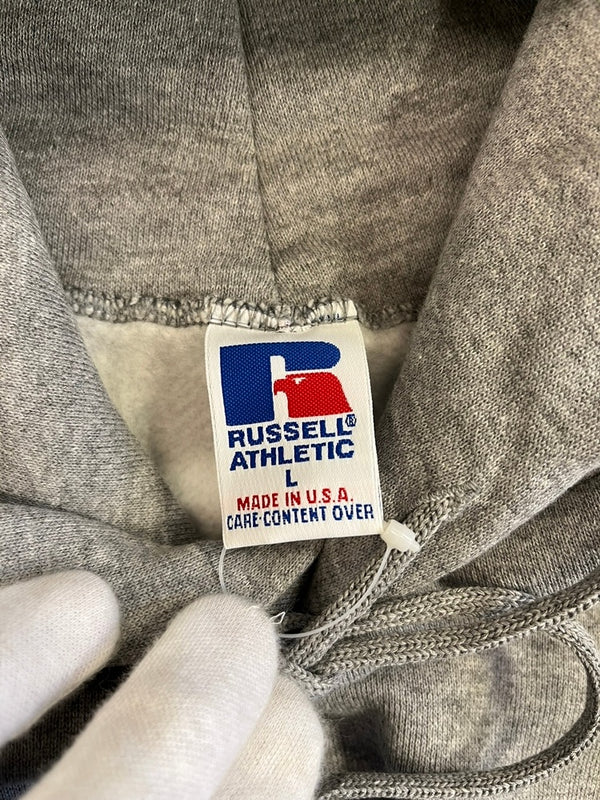 R
RUSSELL®
ATHLETIC
L
MADE IN U.S.A.
CARE·CONTENT OVER